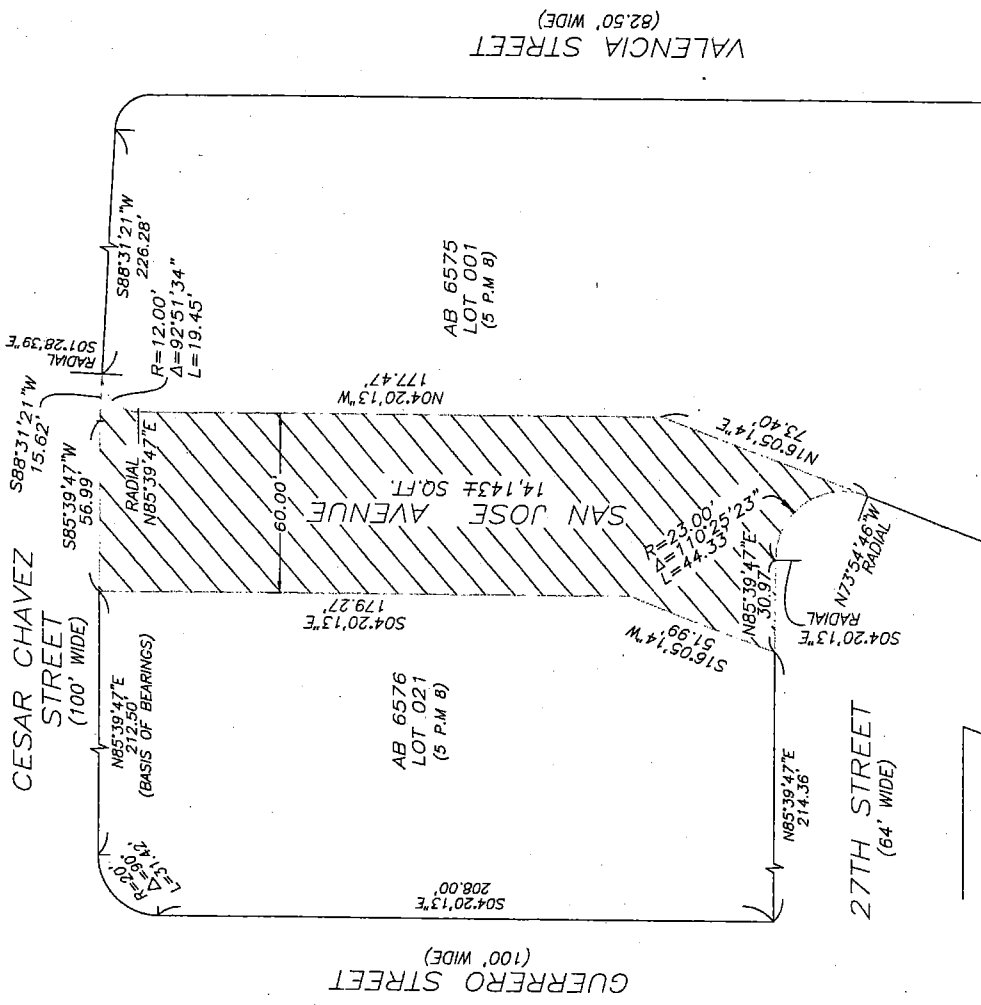 CESAR CHAVEZ
STREET
(100' WIDE)
S88°31'21"W
15.62'
S85°39'47"W
56.99'
RADIAL
S01°28'39"E
S88°31'21"W
226.28'
R=12.00'
Δ=92°51'34"
L=19.45'
VALENCIA STREET
(82.50' WIDE)
N85°39'47"E
212.50'
(BASIS OF BEARINGS)
RADIAL
N85°39'47"E
R=20'
Δ=90°
L=31.42'
S04°20'13"E
208.00'
GUERRERO STREET
(100' WIDE)
AB 6576
LOT 021
(5 P.M 8)
S04°20'13"E
179.27'
60.00'
SAN JOSE AVENUE
14,143± SQ.FT.
N04°20'13"W
177.47'
AB 6575
LOT 001
(5 P.M 8)
S16°05'14"W
51.99'
R=23.00'
Δ=110°25'23"
L=44.33'
N16°05'14"E
73.40'
N85°39'47"E
30.97'
N85°39'47"E
214.36'
S04°20'13"E
RADIAL
N73°54'46"W
RADIAL
27TH STREET
(64' WIDE)